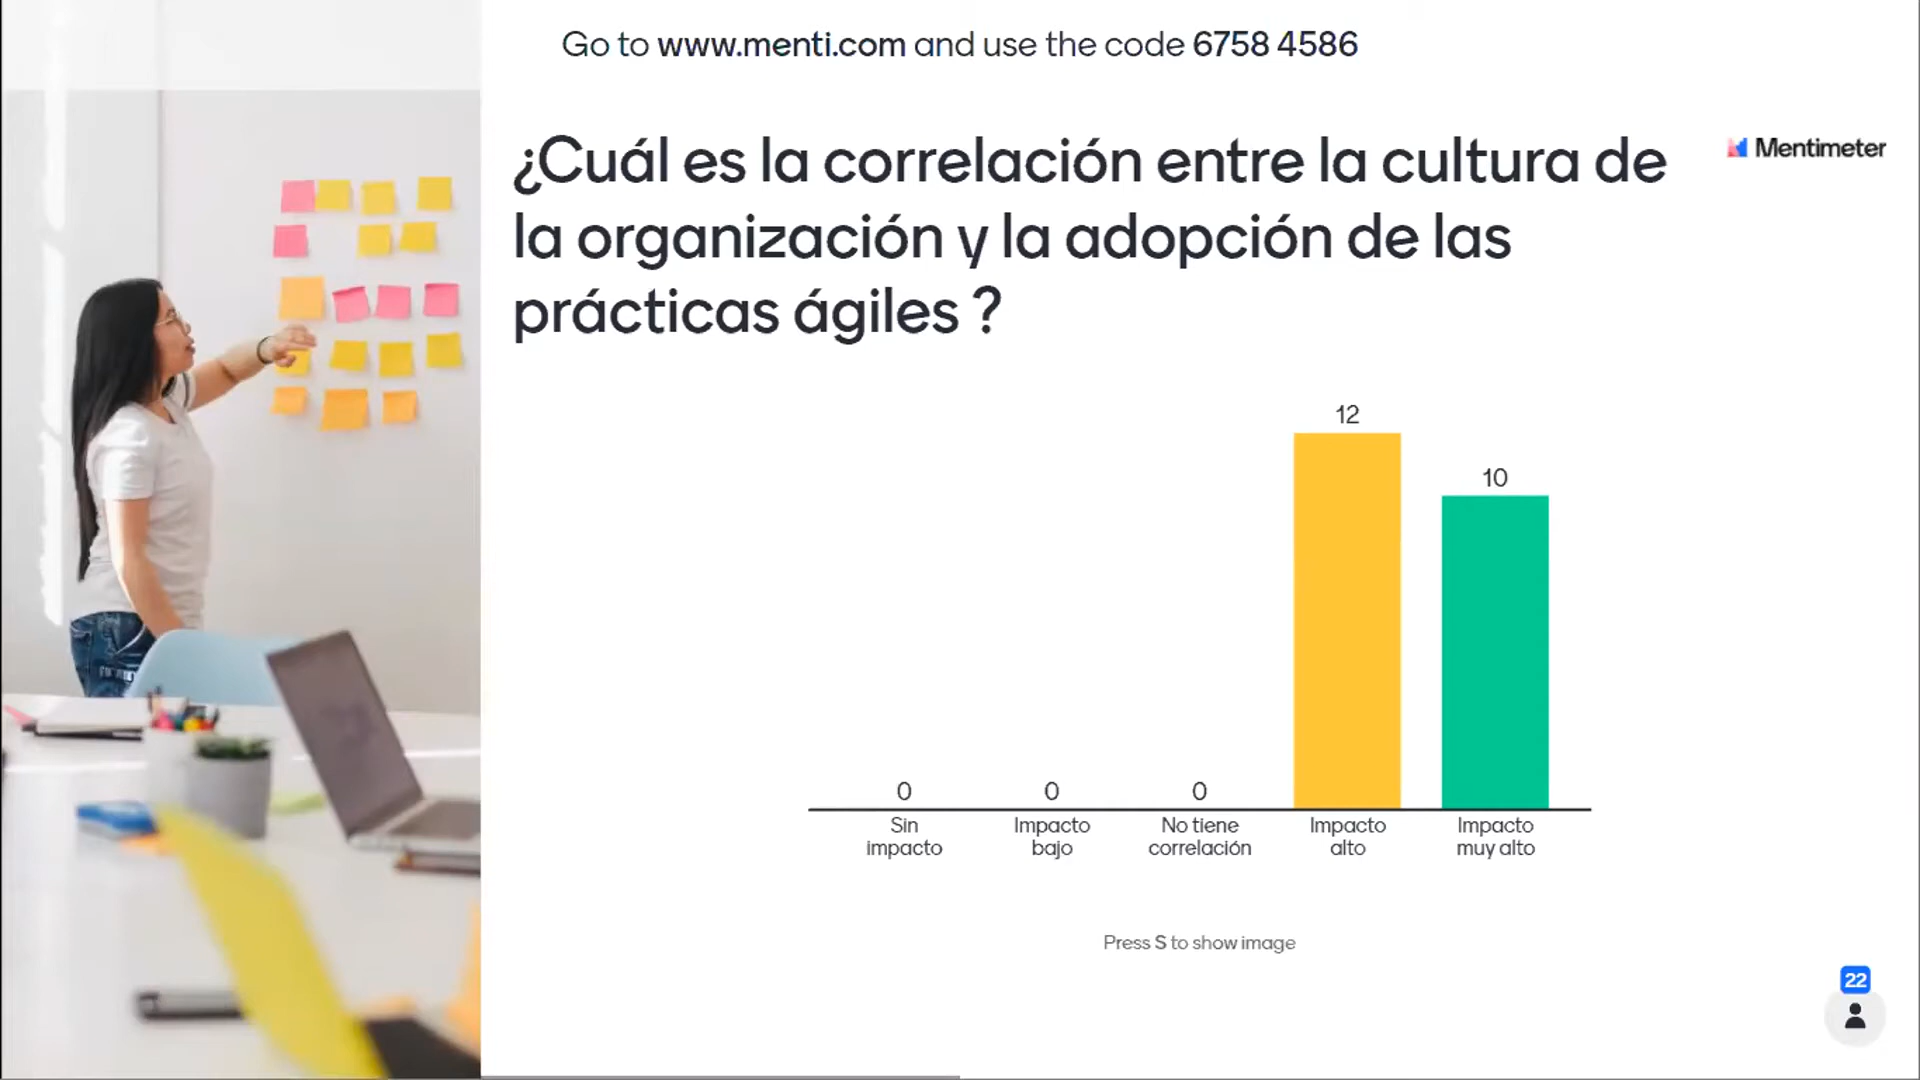 Go to www.menti.com and use the code 6758 4586
¿Cuál es la correlación entre la cultura de
la organización y la adopción de las
prácticas ágiles ?
Mentimeter
12
10
0
0
0
Sin
impacto
Impacto
bajo
No tiene
correlación
Impacto
alto
Impacto
muy alto
Press S to show image
22